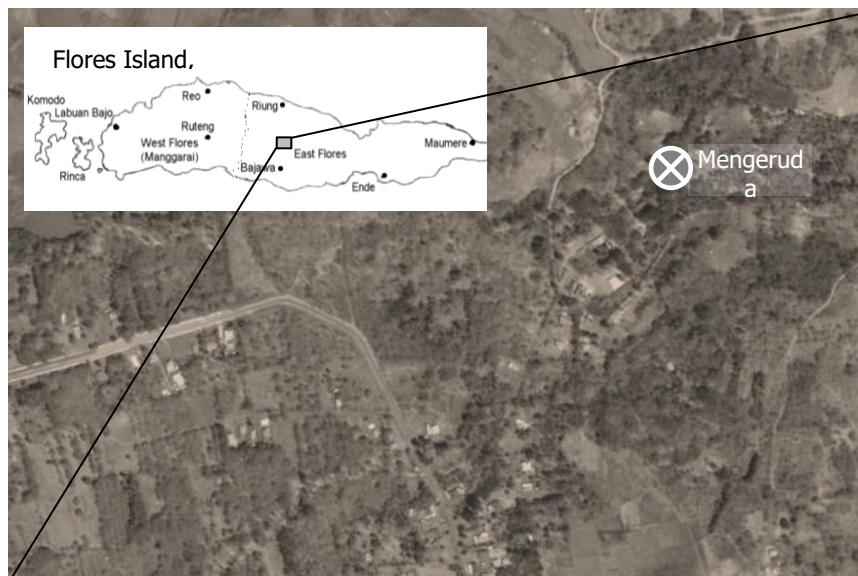 Flores Island,
Komodo
Labuan Bajo
Reo
Riung
Ruteng
West Flores
(Manggarai)
East Flores
Maumere
Rinca
Bajawa
Ende
Mengerud
a